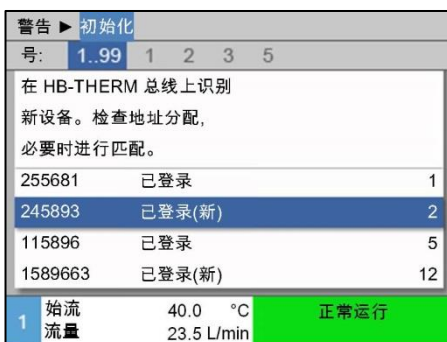 警告 ▶ 初始化
号: 1..99 1 2 3 5
在 HB-THERM 总线上识别
新设备。检查地址分配,
必要时进行匹配。
255681 已登录 1
245893 已登录(新) 2
115896 已登录 5
1589663 已登录(新) 12
1 始流 40.0 °C 正常运行
流量 23.5 L/min